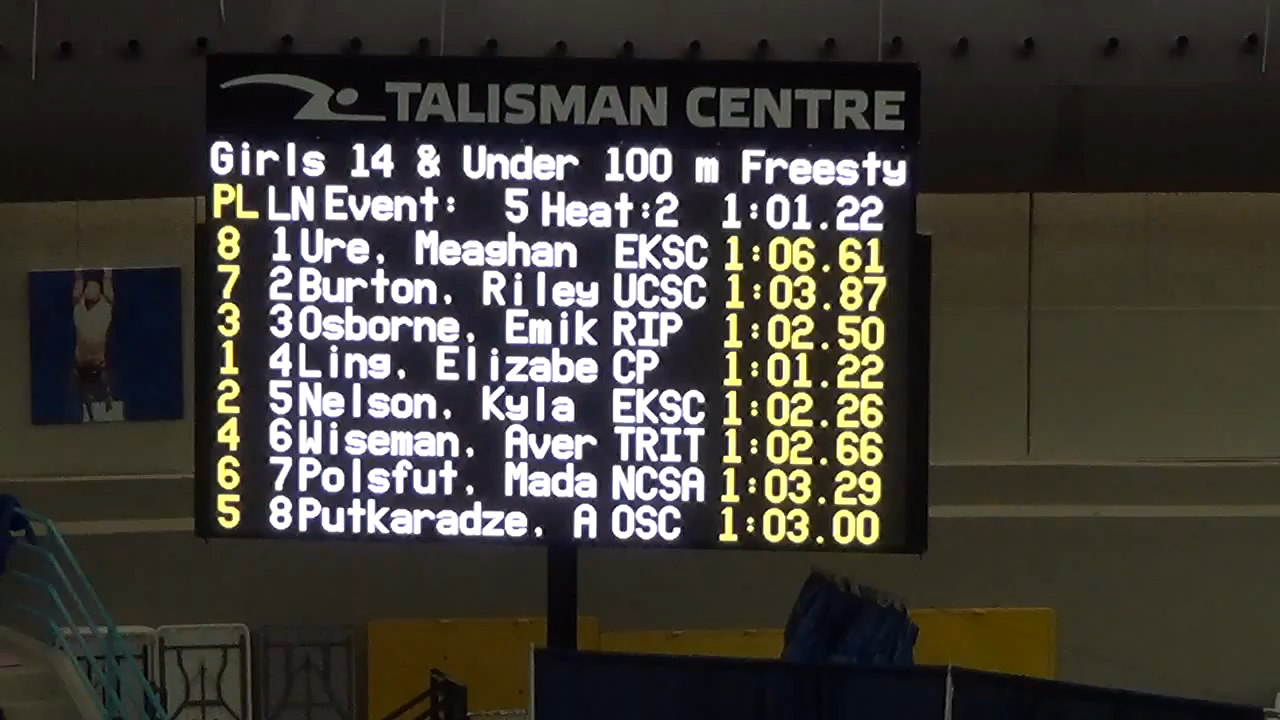 TALISMAN CENTRE
Girls 14 & Under 100 m Freesty
PL LN Event: 5 Heat:2 1:01.22
8 1 Ure, Meaghan EKSC 1:06.61
7 2 Burton, Riley UCSC 1:03.87
3 3 Osborne, Emik RIP 1:02.50
1 4 Ling, Elizabe CP 1:01.22
2 5 Nelson, Kyla EKSC 1:02.26
4 6 Wiseman, Aver TRIT 1:02.66
6 7 Polsfut, Mada NCSA 1:03.29
5 8 Putkaradze, A OSC 1:03.00